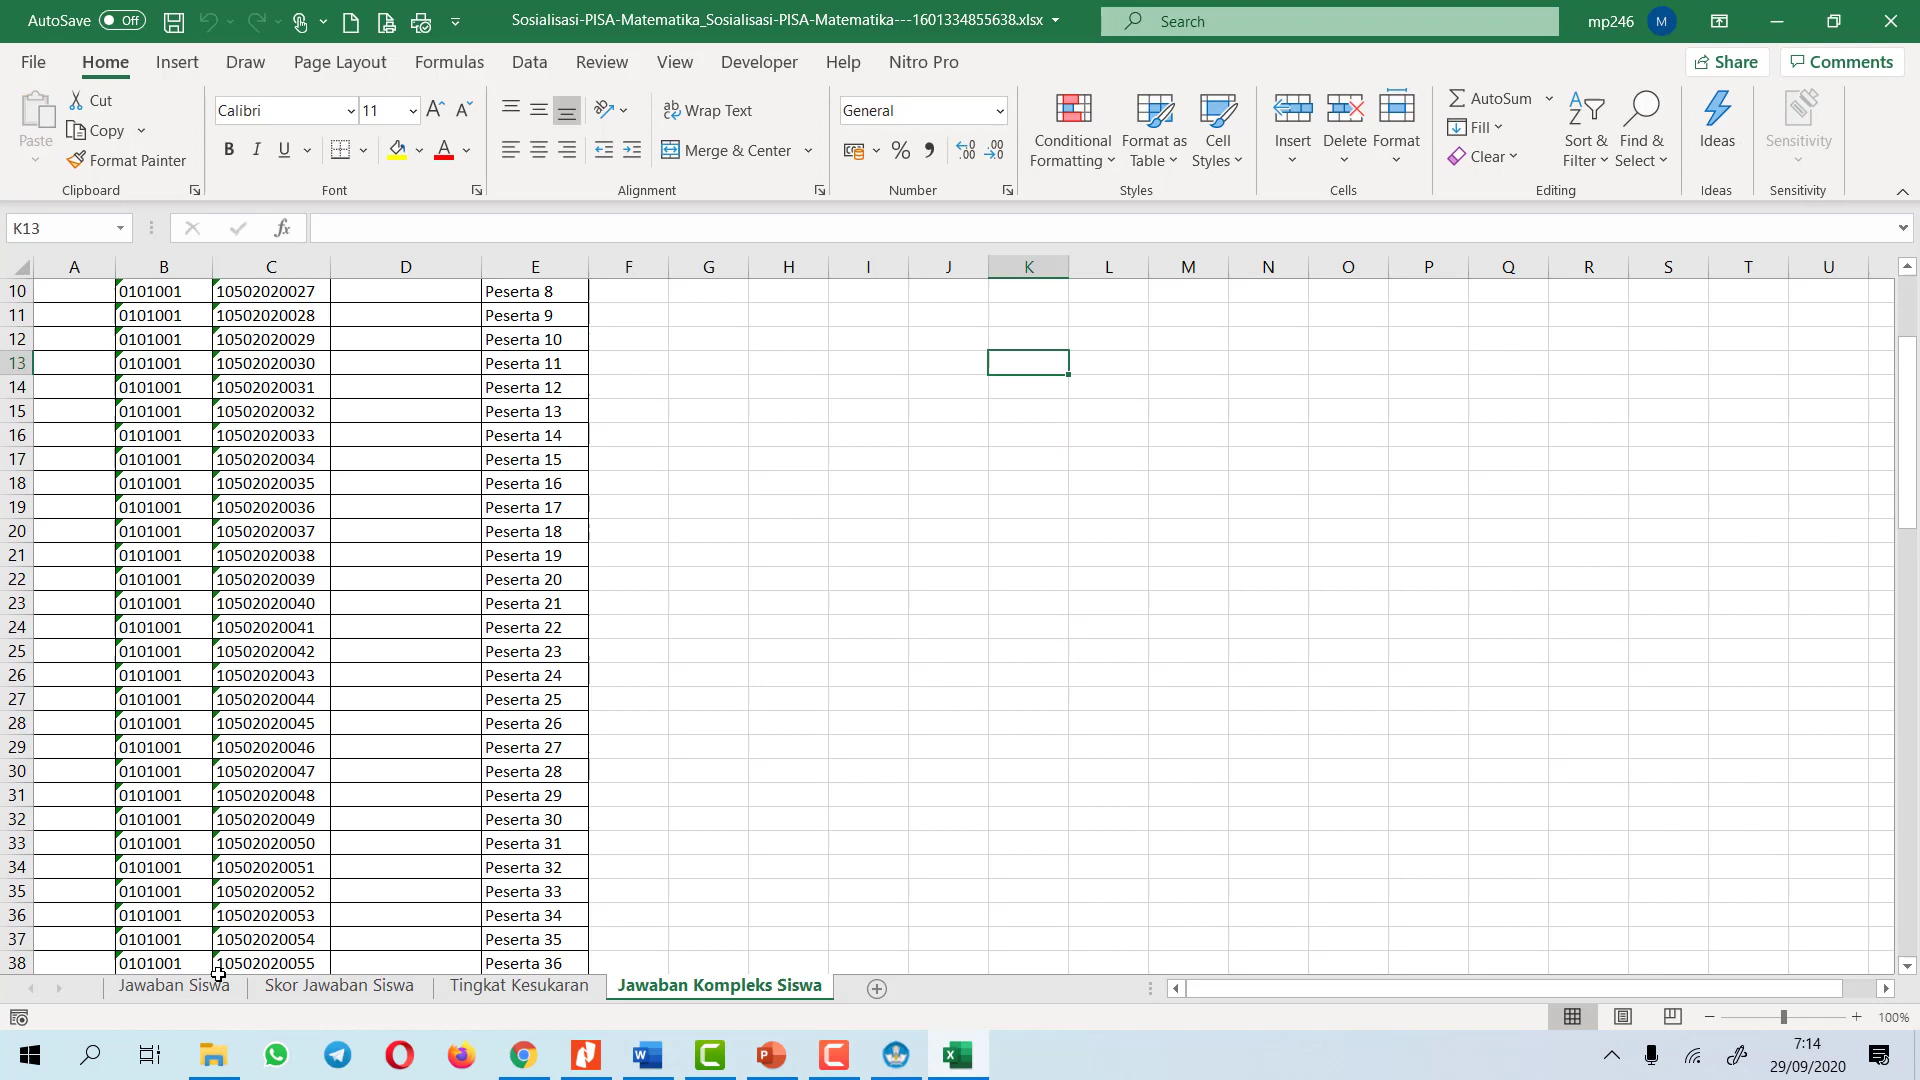 AutoSave Off Sosialisasi-PISA-Matematika_Sosialisasi-PISA-Matematika---1601334855638.xlsx Search mp246 M
File Home Insert Draw Page Layout Formulas Data Review View Developer Help Nitro Pro Share Comments
Cut
Copy
Format Painter
Paste
Clipboard
Calibri 11
B I U
Font
Wrap Text
Merge & Center
Alignment
General
Number
Conditional Formatting
Format as Table
Cell Styles
Styles
Insert Delete Format
Cells
AutoSum
Fill
Clear
Sort & Filter
Find & Select
Editing
Ideas
Ideas
Sensitivity
Sensitivity
K13 fx
A B C D E F G H I J K L M N O P Q R S T U
10 0101001 10502020027 Peserta 8
11 0101001 10502020028 Peserta 9
12 0101001 10502020029 Peserta 10
13 0101001 10502020030 Peserta 11
14 0101001 10502020031 Peserta 12
15 0101001 10502020032 Peserta 13
16 0101001 10502020033 Peserta 14
17 0101001 10502020034 Peserta 15
18 0101001 10502020035 Peserta 16
19 0101001 10502020036 Peserta 17
20 0101001 10502020037 Peserta 18
21 0101001 10502020038 Peserta 19
22 0101001 10502020039 Peserta 20
23 0101001 10502020040 Peserta 21
24 0101001 10502020041 Peserta 22
25 0101001 10502020042 Peserta 23
26 0101001 10502020043 Peserta 24
27 0101001 10502020044 Peserta 25
28 0101001 10502020045 Peserta 26
29 0101001 10502020046 Peserta 27
30 0101001 10502020047 Peserta 28
31 0101001 10502020048 Peserta 29
32 0101001 10502020049 Peserta 30
33 0101001 10502020050 Peserta 31
34 0101001 10502020051 Peserta 32
35 0101001 10502020052 Peserta 33
36 0101001 10502020053 Peserta 34
37 0101001 10502020054 Peserta 35
38 0101001 10502020055 Peserta 36
Jawaban Siswa Skor Jawaban Siswa Tingkat Kesukaran Jawaban Kompleks Siswa
100%
7:14
29/09/2020